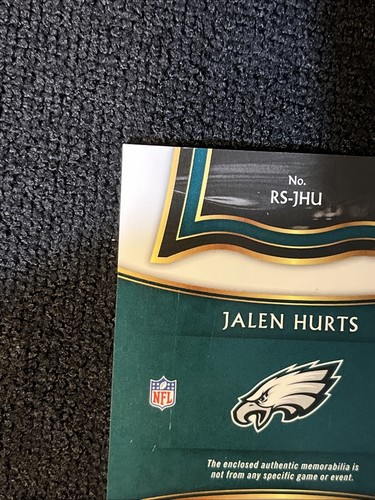 No.
RS-JHU
JALEN HURTS
NFL
The enclosed authentic memorabilia is
not from any specific game or event.